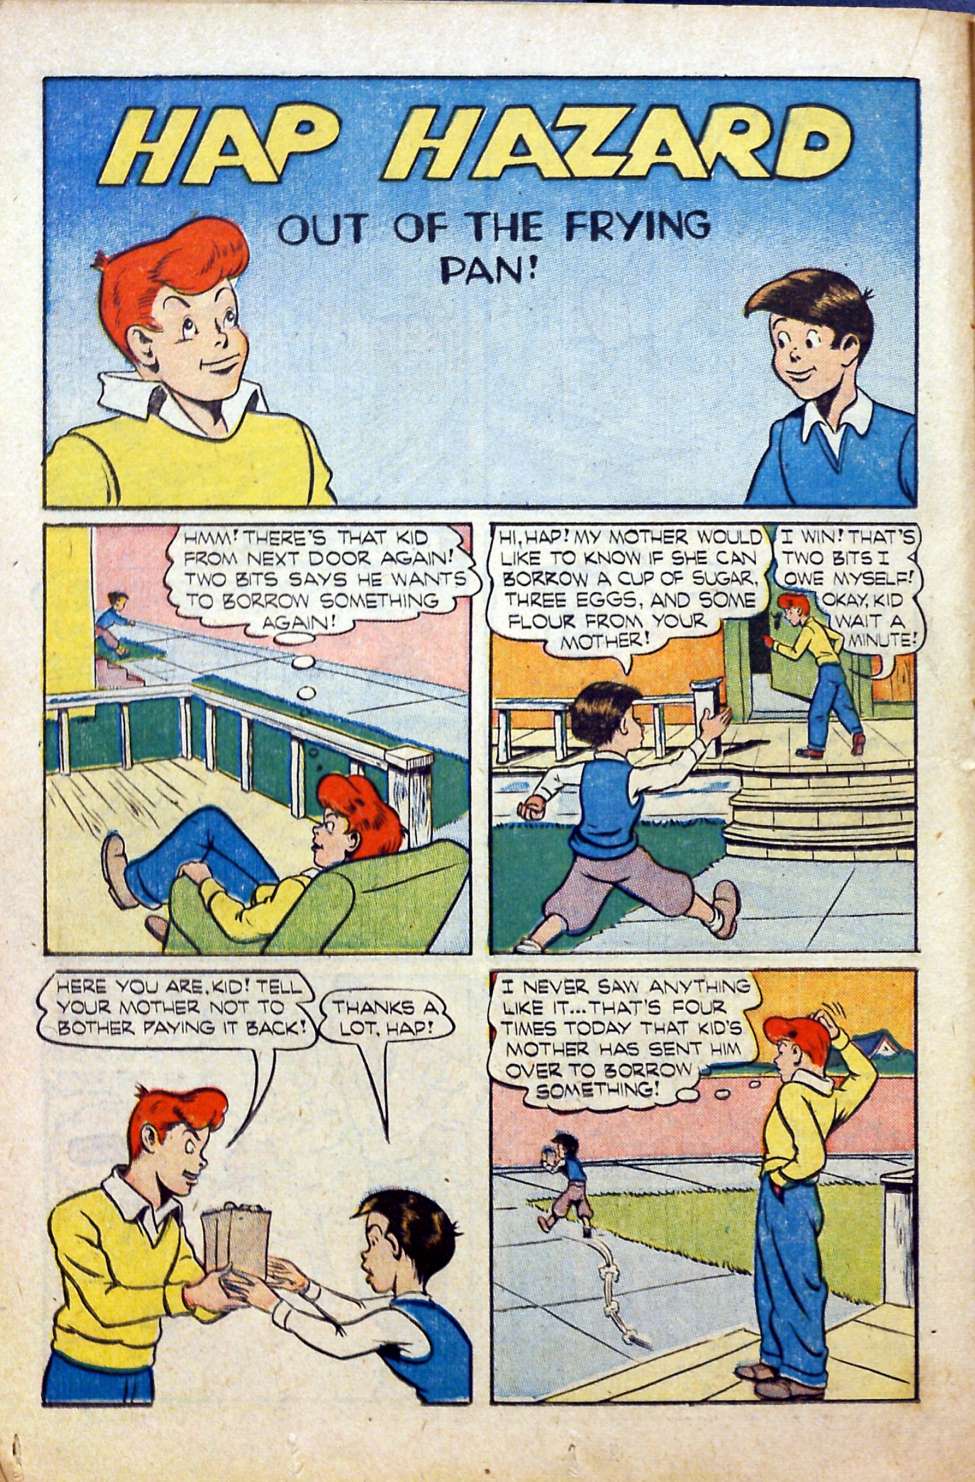 HAP HAZARD
OUT OF THE FRYING
PAN!
HMM! THERE'S THAT KID
FROM NEXT DOOR AGAIN!
TWO BITS SAYS HE WANTS
TO BORROW SOMETHING
AGAIN!
HI, HAP! MY MOTHER WOULD
LIKE TO KNOW IF SHE CAN
BORROW A CUP OF SUGAR,
THREE EGGS, AND SOME
FLOUR FROM YOUR
MOTHER!
I WIN! THAT'S
TWO BITS I
OWE MYSELF!
OKAY, KID
WAIT A
MINUTE!
HERE YOU ARE, KID! TELL
YOUR MOTHER NOT TO
BOTHER PAYING IT BACK!
THANKS A
LOT, HAP!
I NEVER SAW ANYTHING
LIKE IT...THAT'S FOUR
TIMES TODAY THAT KID'S
MOTHER HAS SENT HIM
OVER TO BORROW
SOMETHING!